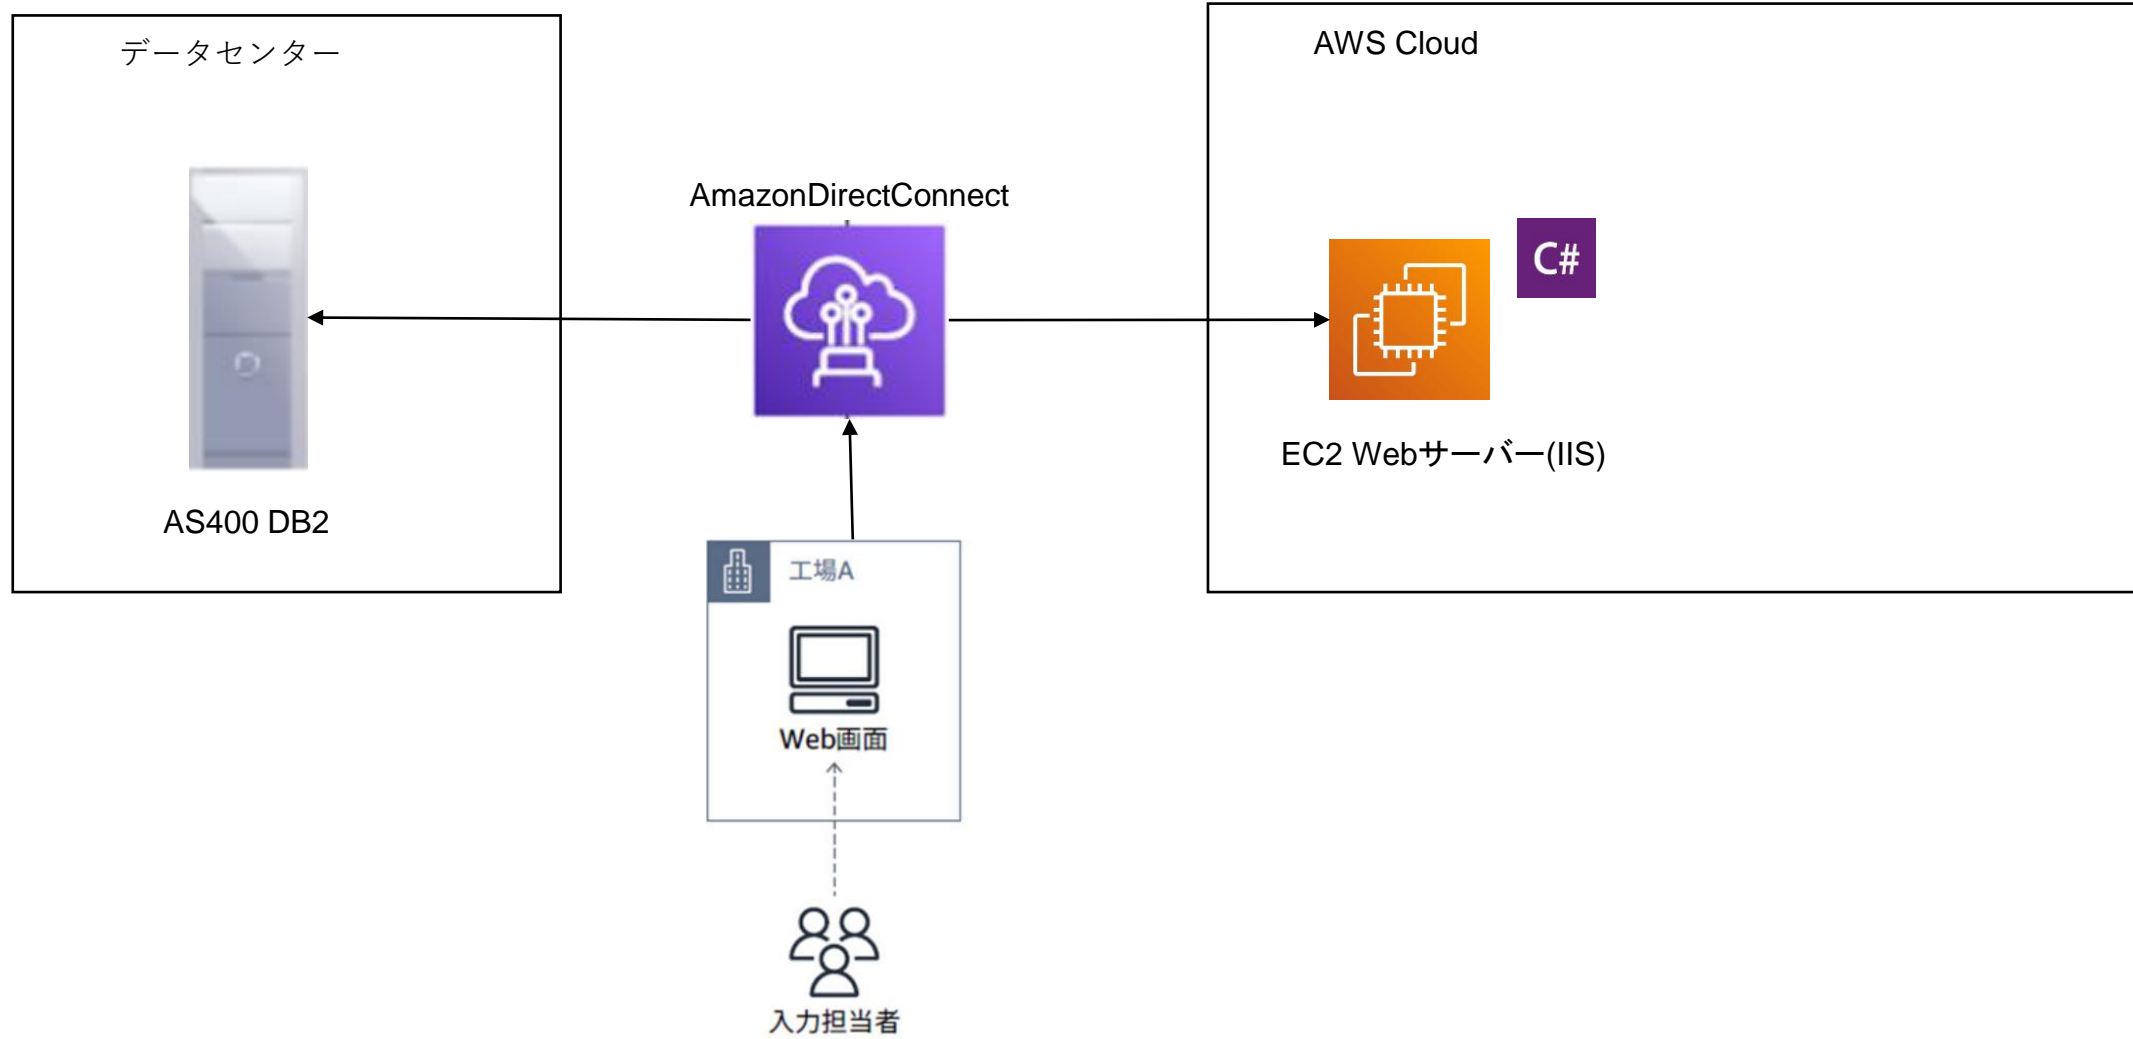 データセンター
AWS Cloud
AmazonDirectConnect
C#
EC2 Webサーバー(IIS)
AS400 DB2
工場A
Web画面
入力担当者